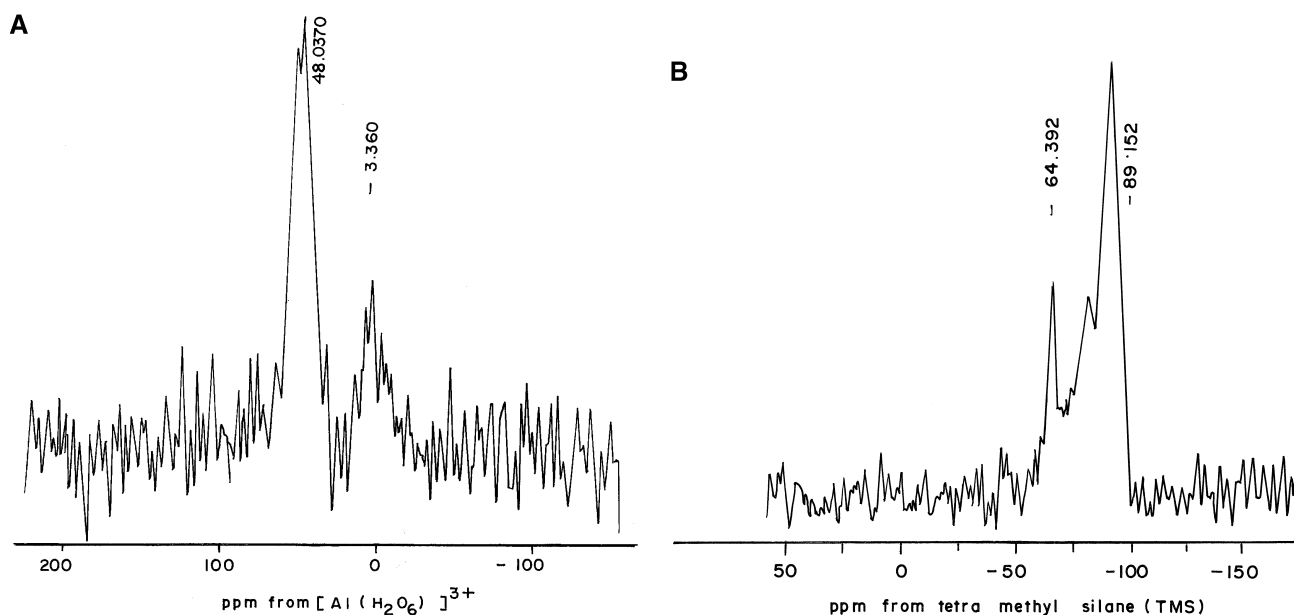 A
48.0370
- 3.360
200 100 0 - 100
ppm from [ Al ( H2O6) ]3+
B
- 64.392
- 89.152
50 0 - 50 - 100 - 150
ppm from tetra methyl silane (TMS)